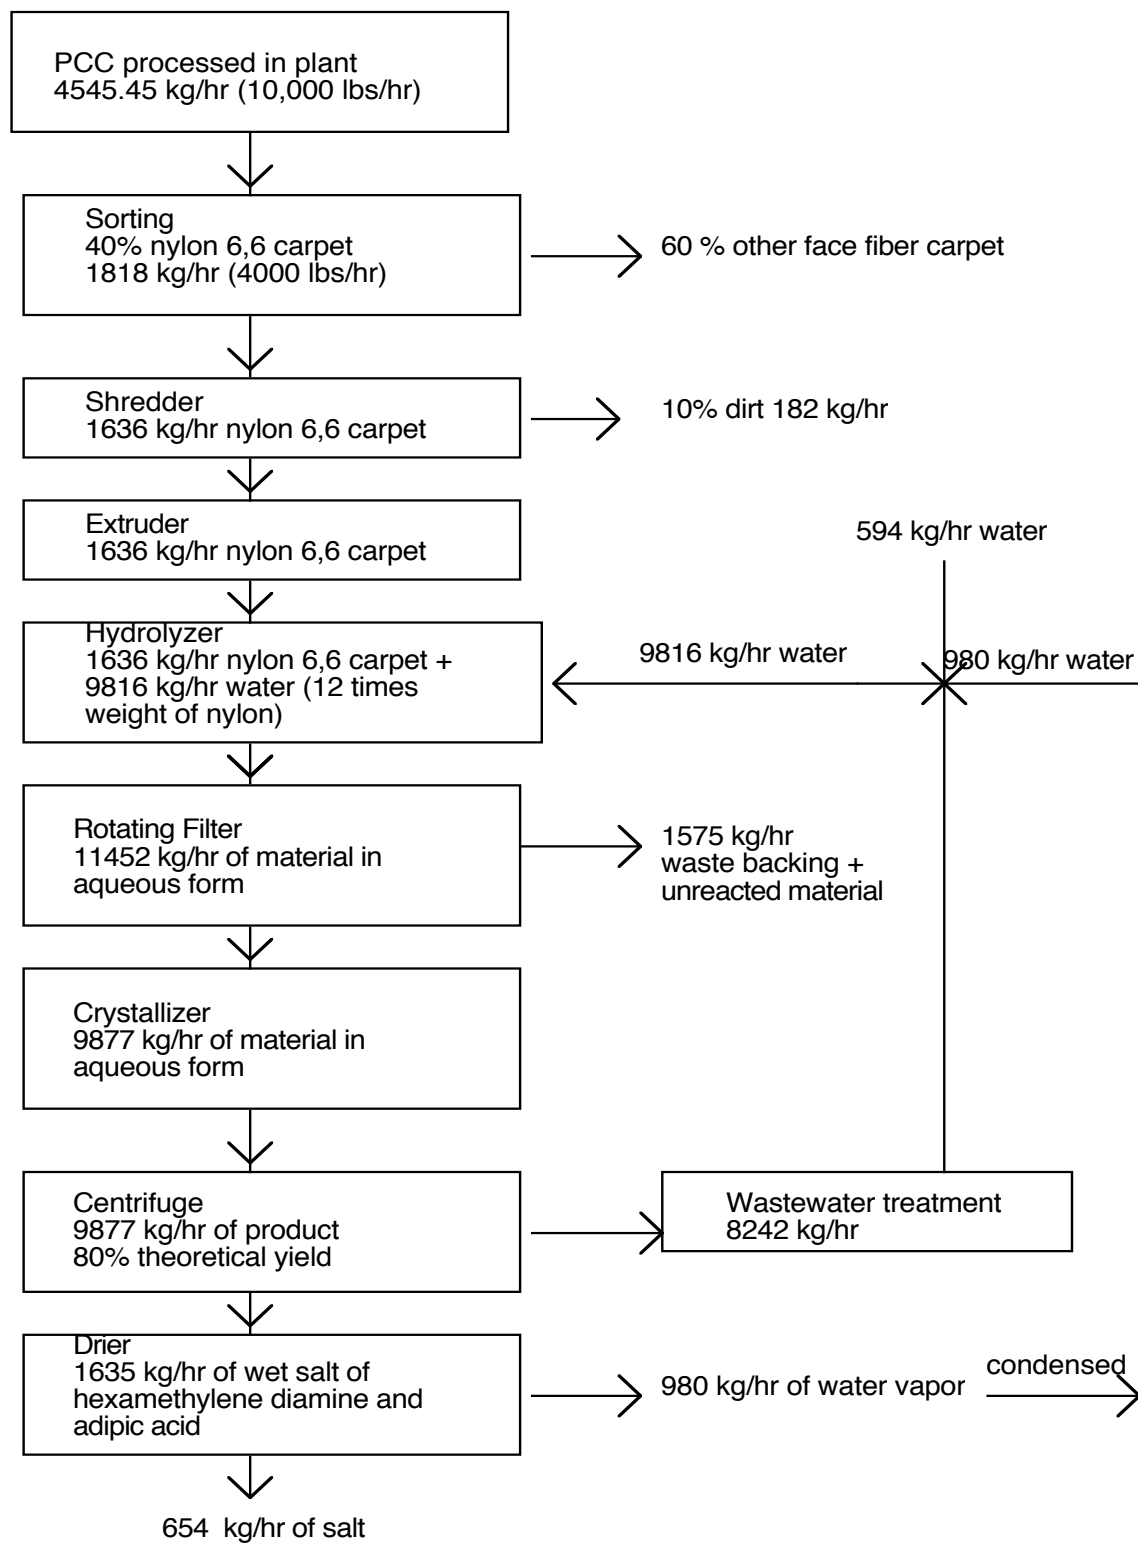 PCC processed in plant
4545.45 kg/hr (10,000 lbs/hr)
Sorting
40% nylon 6,6 carpet
1818 kg/hr (4000 lbs/hr)
60 % other face fiber carpet
Shredder
1636 kg/hr nylon 6,6 carpet
10% dirt 182 kg/hr
Extruder
1636 kg/hr nylon 6,6 carpet
594 kg/hr water
Hydrolyzer
1636 kg/hr nylon 6,6 carpet +
9816 kg/hr water (12 times
weight of nylon)
9816 kg/hr water
980 kg/hr water
Rotating Filter
11452 kg/hr of material in
aqueous form
1575 kg/hr
waste backing +
unreacted material
Crystallizer
9877 kg/hr of material in
aqueous form
Centrifuge
9877 kg/hr of product
80% theoretical yield
Wastewater treatment
8242 kg/hr
Drier
1635 kg/hr of wet salt of
hexamethylene diamine and
adipic acid
980 kg/hr of water vapor
condensed
654 kg/hr of salt